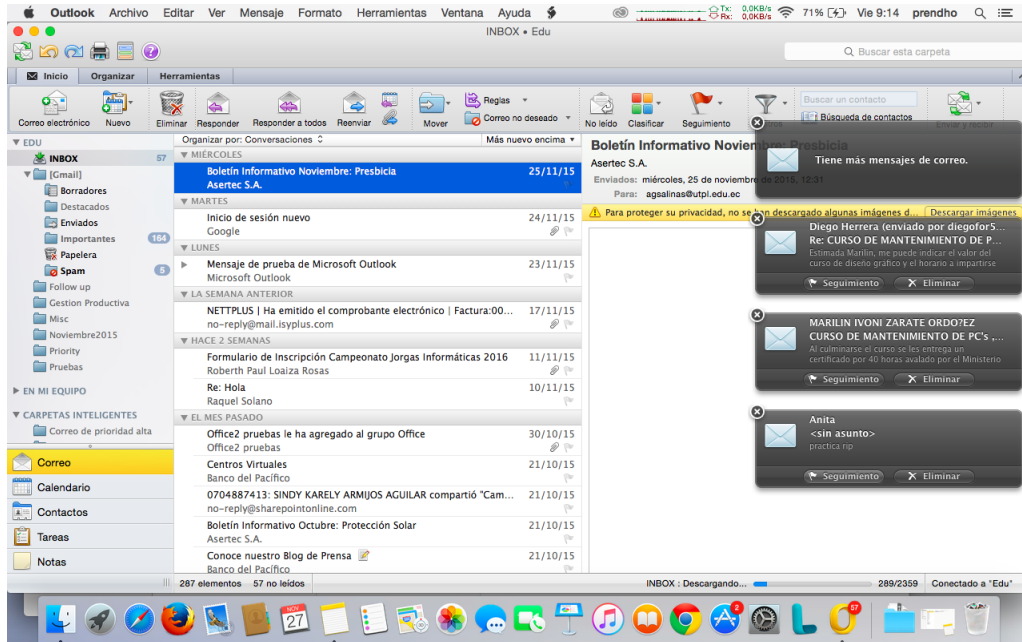 Outlook Archivo Editar Ver Mensaje Formato Herramientas Ventana Ayuda Tx: 0,0KB/s Rx: 0,0KB/s 71% Vie 9:14 prendho
INBOX • Edu
Buscar esta carpeta
Inicio Organizar Herramientas
Correo electrónico Nuevo Eliminar Responder Responder a todos Reenviar Mover Reglas Correo no deseado No leído Clasificar Seguimiento Buscar un contacto Búsqueda de contactos Enviar y recibir
EDU
INBOX 57
[Gmail]
Borradores
Destacados
Enviados
Importantes 164
Papelera
Spam 5
Follow up
Gestion Productiva
Misc
Noviembre2015
Priority
Pruebas
EN MI EQUIPO
CARPETAS INTELIGENTES
Correo de prioridad alta
Correo
Calendario
Contactos
Tareas
Notas
Organizar por: Conversaciones Más nuevo encima
MIÉRCOLES
Boletín Informativo Noviembre: Presbicia 25/11/15
Asertec S.A.
MARTES
Inicio de sesión nuevo 24/11/15
Google
LUNES
Mensaje de prueba de Microsoft Outlook 23/11/15
Microsoft Outlook
LA SEMANA ANTERIOR
NETTPLUS | Ha emitido el comprobante electrónico | Factura:00... 17/11/15
no-reply@mail.isyplus.com
HACE 2 SEMANAS
Formulario de Inscripción Campeonato Jorgas Informáticas 2016 11/11/15
Roberth Paul Loaiza Rosas
Re: Hola 10/11/15
Raquel Solano
EL MES PASADO
Office2 pruebas le ha agregado al grupo Office 30/10/15
Office2 pruebas
Centros Virtuales 21/10/15
Banco del Pacífico
0704887413: SINDY KARELY ARMIJOS AGUILAR compartió "Cam... 21/10/15
no-reply@sharepointonline.com
Boletín Informativo Octubre: Protección Solar 21/10/15
Asertec S.A.
Conoce nuestro Blog de Prensa 21/10/15
Banco del Pacífico
Boletín Informativo Noviembre: Presbicia
Asertec S.A.
Enviados: miércoles, 25 de noviembre de 2015, 12:31
Para: agsalinas@utpl.edu.ec
Para proteger su privacidad, no se han descargado algunas imágenes d... Descargar imágenes
Tiene más mensajes de correo.
Diego Herrera (enviado por diegofor5...
Re: CURSO DE MANTENIMIENTO DE P...
Estimada Marilin, me puede indicar el valor del
curso de diseño gráfico y el horario a impartirse
Seguimiento Eliminar
MARILIN IVONI ZARATE ORDO?EZ
CURSO DE MANTENIMIENTO DE PC's ,...
Al culminarse el curso se les entrega un
certificado por 40 horas avalado por el Ministerio
Seguimiento Eliminar
Anita
<sin asunto>
practica rip
Seguimiento Eliminar
287 elementos 57 no leídos INBOX : Descargando... 289/2359 Conectado a "Edu"
NOV 27 2 57